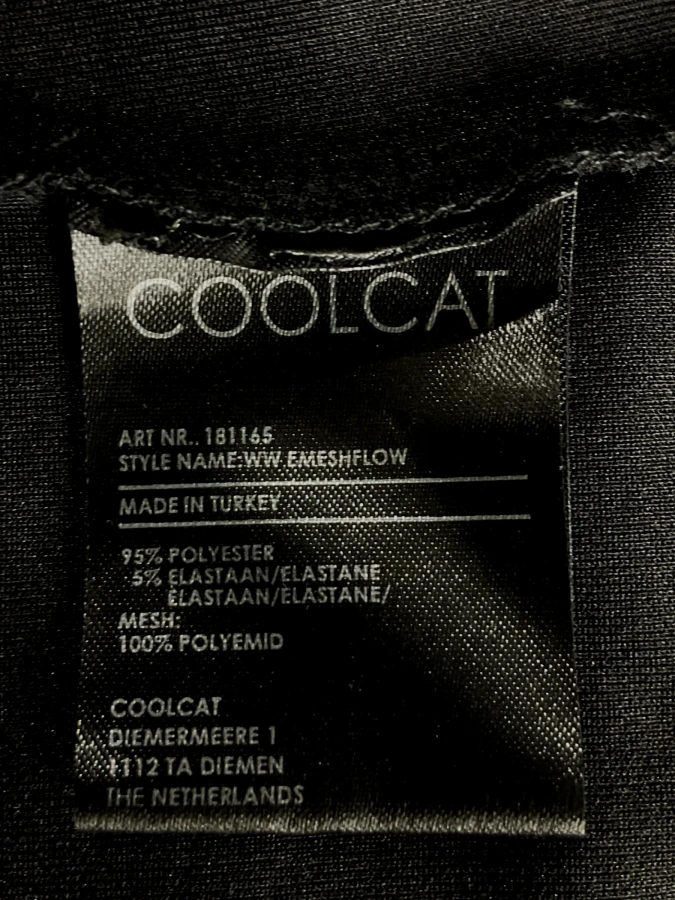 COOLCAT
ART NR.. 181165
STYLE NAME:WW EMESHFLOW
MADE IN TURKEY
95% POLYESTER
5% ELASTAAN/ELASTANE
ELASTAAN/ELASTANE/
MESH:
100% POLYEMID
COOLCAT
DIEMERMEERE 1
1112 TA DIEMEN
THE NETHERLANDS